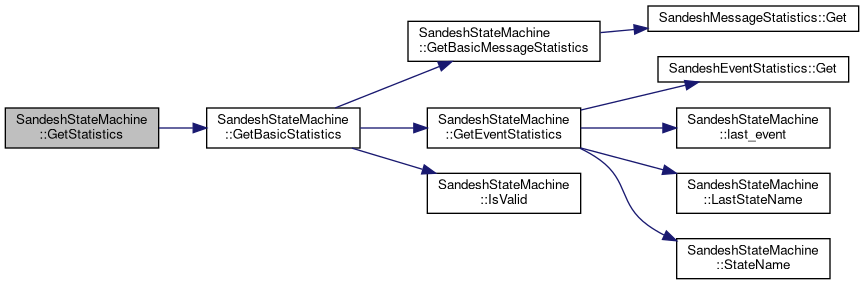 SandeshStateMachine
::GetStatistics
SandeshStateMachine
::GetBasicStatistics
SandeshStateMachine
::GetBasicMessageStatistics
SandeshMessageStatistics::Get
SandeshStateMachine
::GetEventStatistics
SandeshEventStatistics::Get
SandeshStateMachine
::last_event
SandeshStateMachine
::LastStateName
SandeshStateMachine
::StateName
SandeshStateMachine
::IsValid